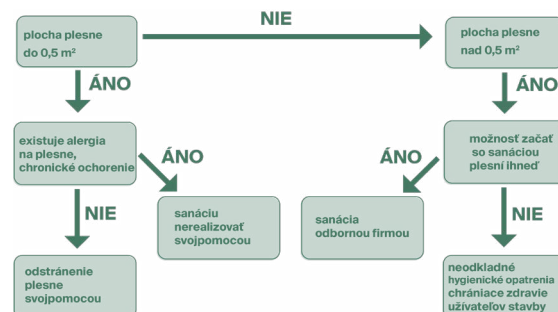 plocha plesne
do 0,5 m²
NIE
plocha plesne
nad 0,5 m²
ÁNO
ÁNO
existuje alergia
na plesne,
chronické ochorenie
ÁNO
ÁNO
možnosť začať
so sanáciou
plesní ihneď
NIE
sanáciu
nerealizovať
svojpomocou
sanácia
odbornou firmou
NIE
odstránenie
plesne
svojpomocou
neodkladné
hygienické opatrenia
chrániace zdravie
užívateľov stavby